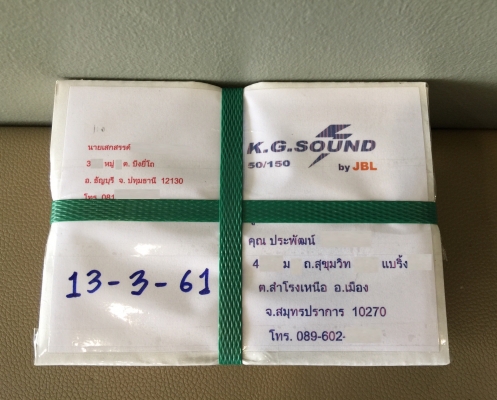 นายเสกสรรค์
3 หมู่ ต. บึงยี่โถ
อ. ธัญบุรี จ. ปทุมธานี 12130
โทร. 081
K.G.SOUND
50/150 by JBL
คุณ ประพัฒน์
4 ม ถ.สุขุมวิท แบริ่ง
ต.สำโรงเหนือ อ.เมือง
จ.สมุทรปราการ 10270
โทร. 089-602-
13-3-61